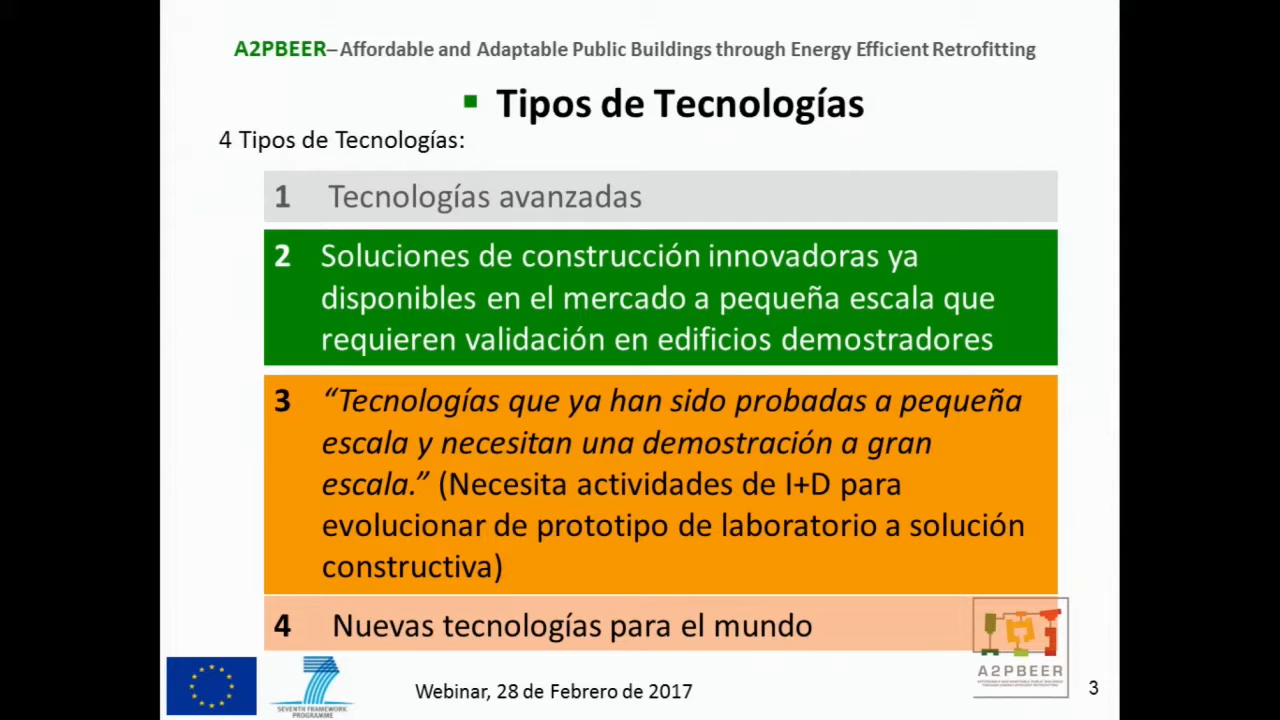 A2PBEER–Affordable and Adaptable Public Buildings through Energy Efficient Retrofitting
▪ Tipos de Tecnologías
4 Tipos de Tecnologías:
1 Tecnologías avanzadas
2 Soluciones de construcción innovadoras ya
disponibles en el mercado a pequeña escala que
requieren validación en edificios demostradores
3 “Tecnologías que ya han sido probadas a pequeña
escala y necesitan una demostración a gran
escala.” (Necesita actividades de I+D para
evolucionar de prototipo de laboratorio a solución
constructiva)
4 Nuevas tecnologías para el mundo
A2PBEER
SEVENTH FRAMEWORK
PROGRAMME
Webinar, 28 de Febrero de 2017
3